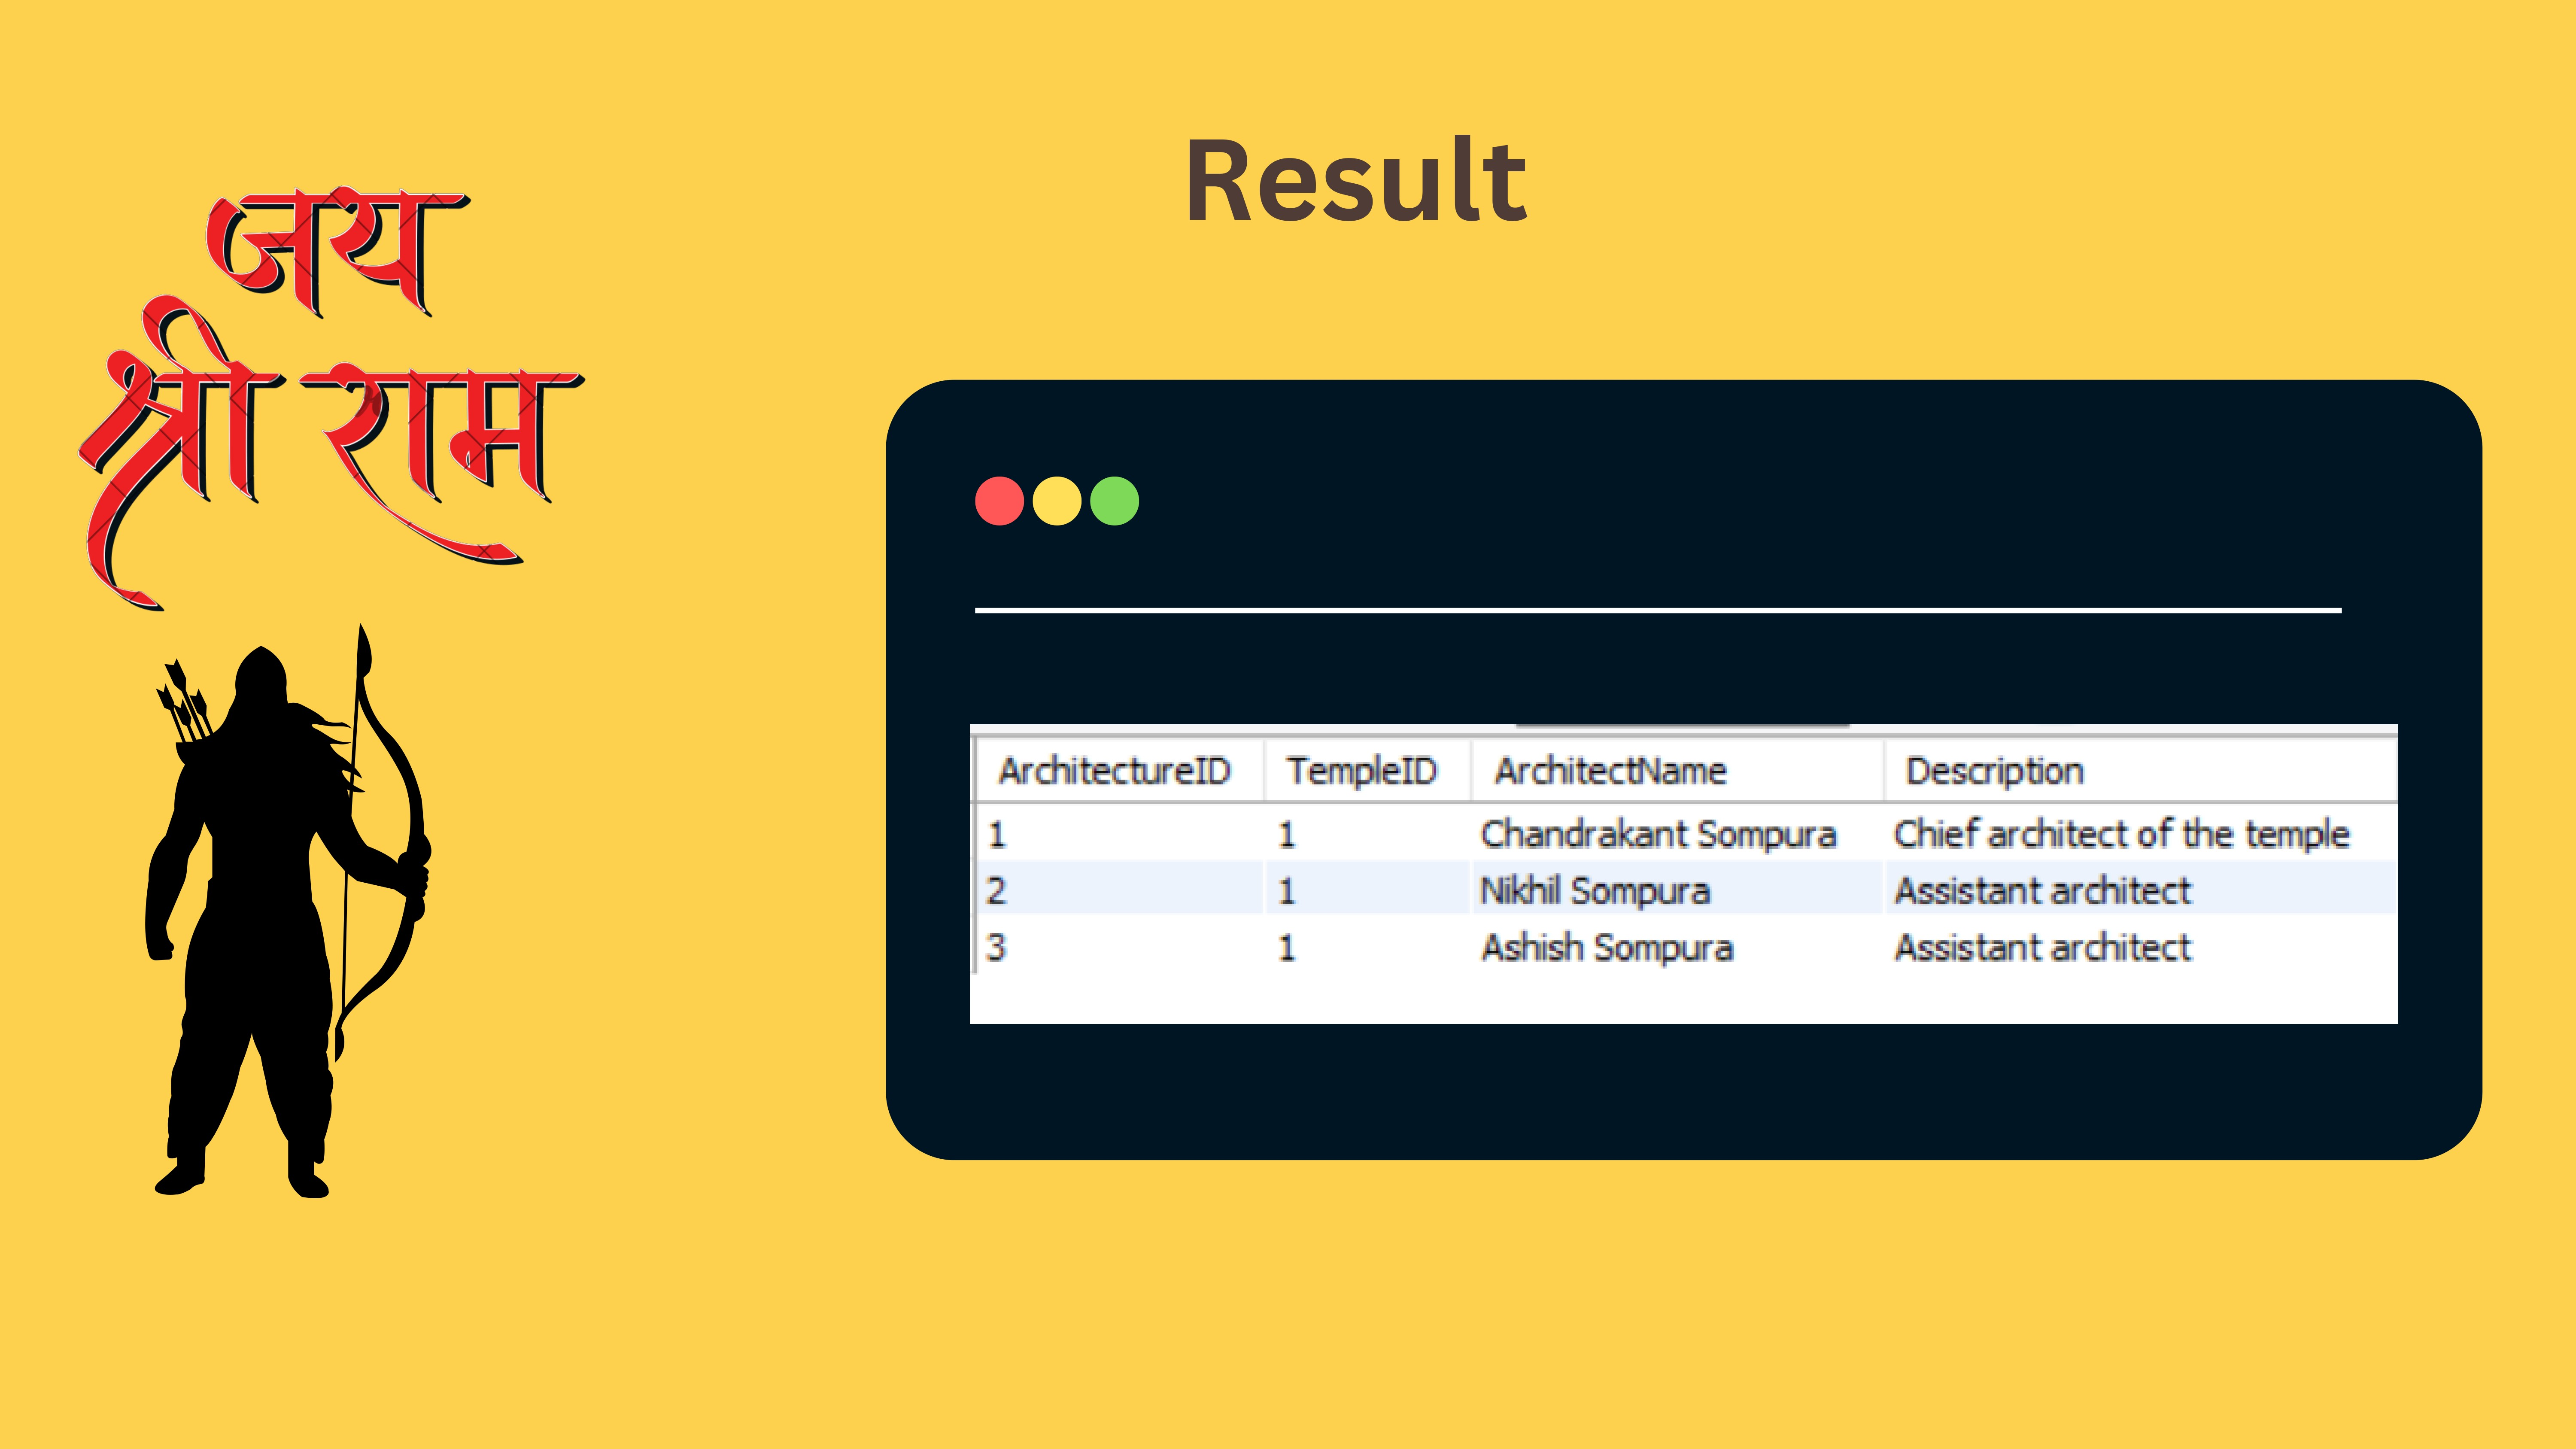 जय
श्री राम
Result
ArchitectureID TempleID ArchitectName Description
1 1 Chandrakant Sompura Chief architect of the temple
2 1 Nikhil Sompura Assistant architect
3 1 Ashish Sompura Assistant architect